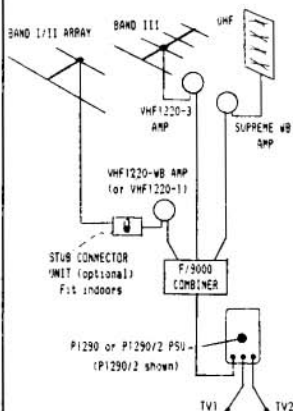 BAND I/II ARRAY
BAND III
UHF
VHF1220-3
AMP
SUPREME WB
AMP
VHF1220-WB AMP
(or VHF1220-1)
STUB CONNECTOR
UNIT (optional)
Fit indoors
F/9000
COMBINER
P1290 or P1290/2 PSU
(P1290/2 shown)
TV1
TV2